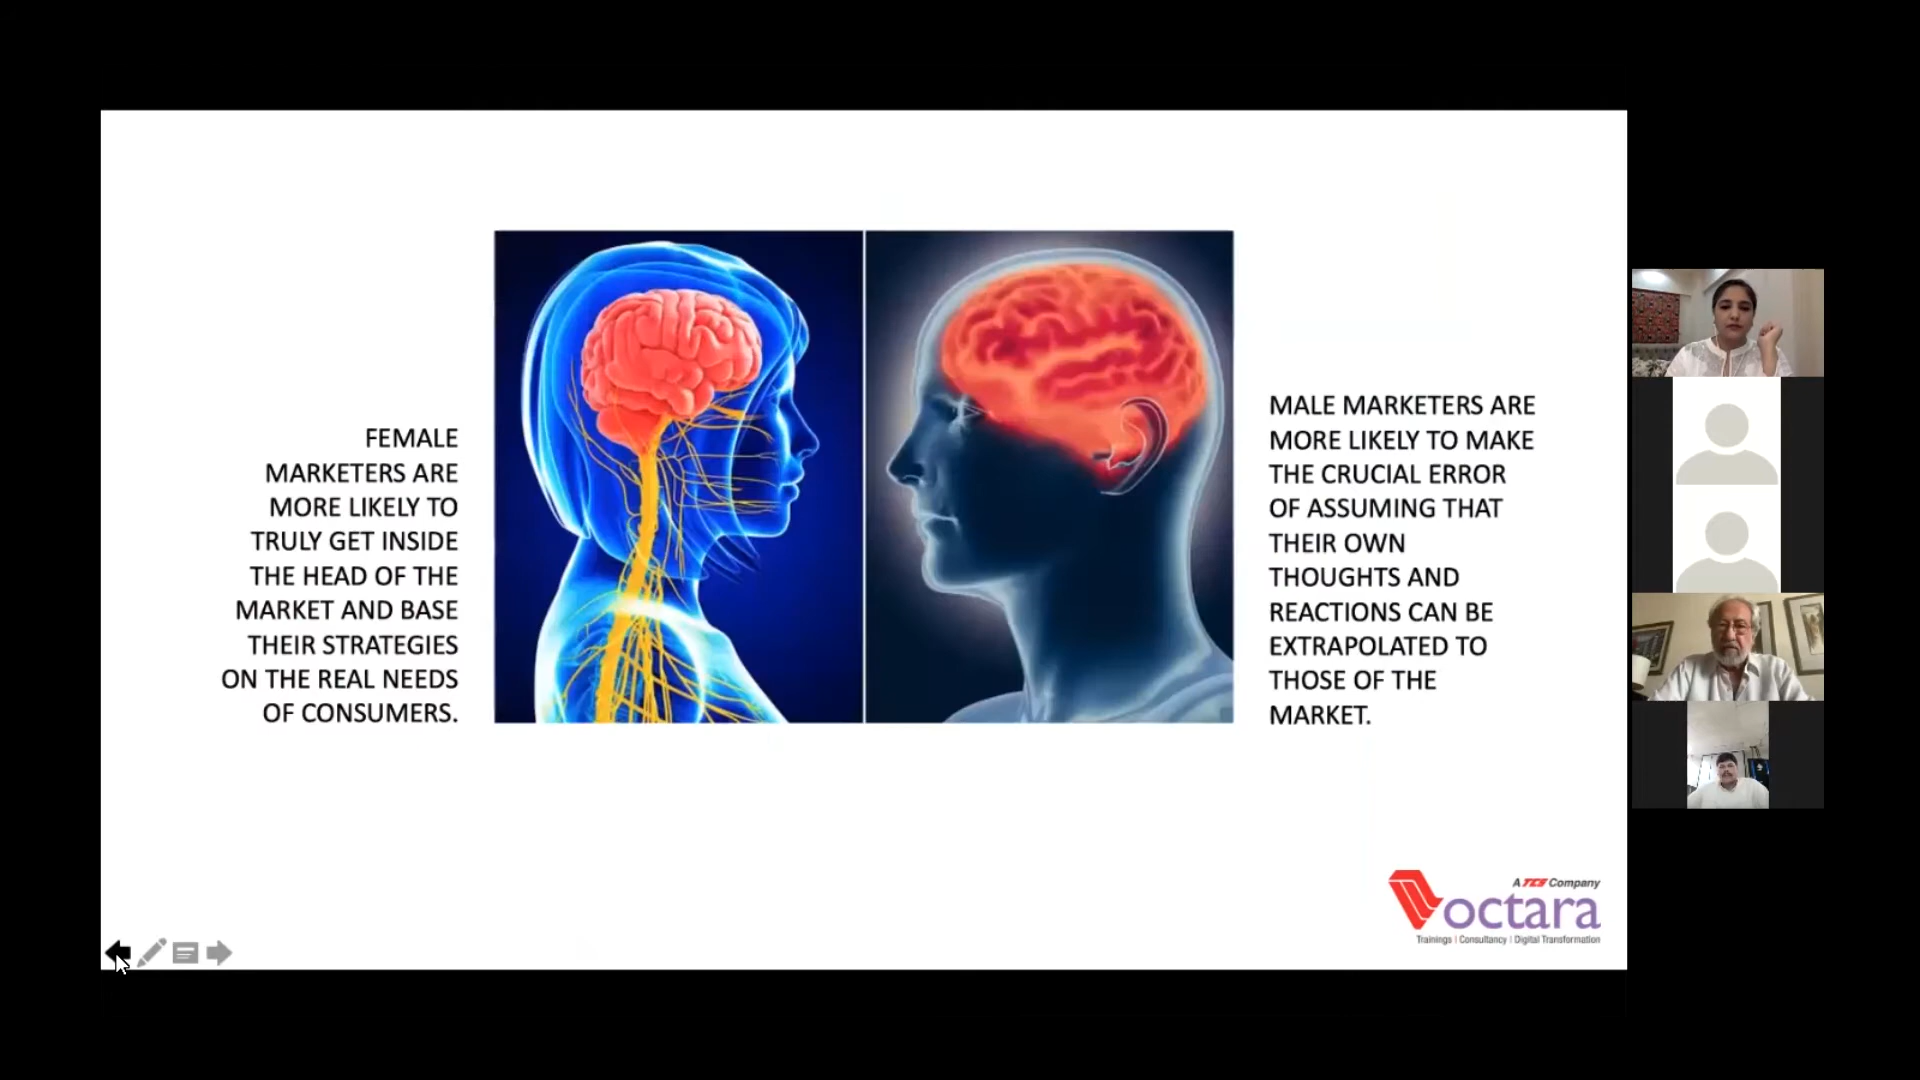 FEMALE
MARKETERS ARE
MORE LIKELY TO
TRULY GET INSIDE
THE HEAD OF THE
MARKET AND BASE
THEIR STRATEGIES
ON THE REAL NEEDS
OF CONSUMERS.
MALE MARKETERS ARE
MORE LIKELY TO MAKE
THE CRUCIAL ERROR
OF ASSUMING THAT
THEIR OWN
THOUGHTS AND
REACTIONS CAN BE
EXTRAPOLATED TO
THOSE OF THE
MARKET.
A TCS Company
octara
Trainings | Consultancy | Digital Transformation